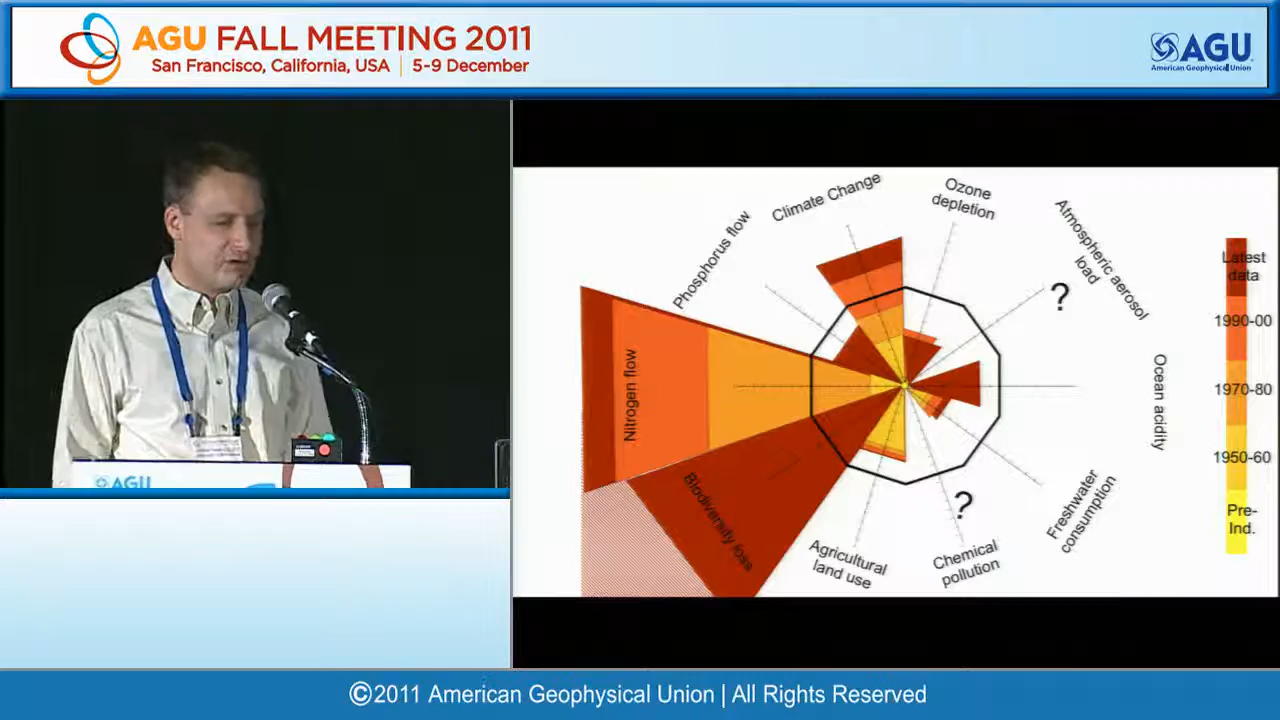 AGU FALL MEETING 2011
San Francisco, California, USA | 5-9 December
AGU
American Geophysical Union
Climate Change
Ozone
depletion
Phosphorus flow
Atmospheric aerosol
load
?
Latest
data
1990-00
Nitrogen flow
Ocean acidity
1970-80
1950-60
Biodiversity loss
?
Freshwater
consumption
Pre-
Ind.
Agricultural
land use
Chemical
pollution
AGU
©2011 American Geophysical Union | All Rights Reserved